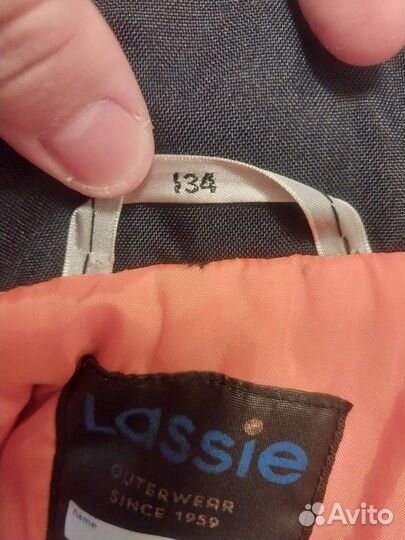 134
Lassie
OUTERWEAR
SINCE 1959
name
Avito